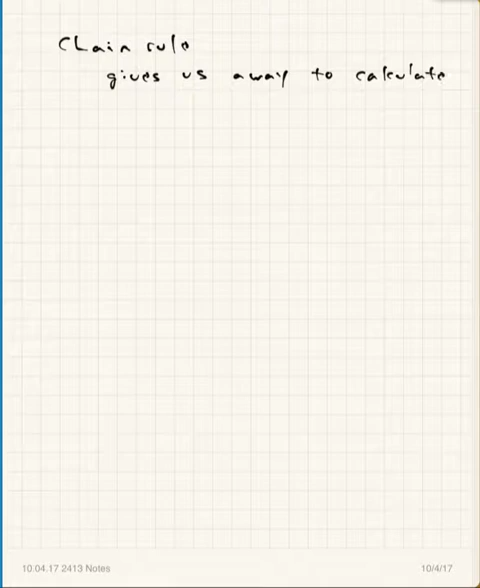 Chain rule
gives us away to calculate
10.04.17 2413 Notes
10/4/17